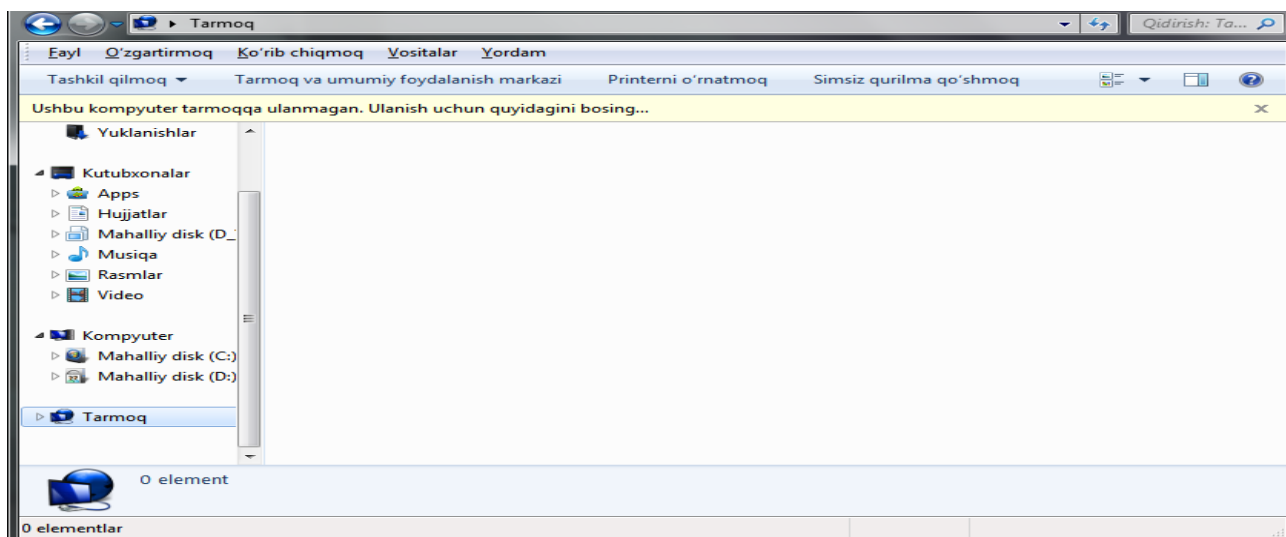 Tarmoq
Qidirish: Ta...
Fayl O'zgartirmoq Ko'rib chiqmoq Vositalar Yordam
Tashkil qilmoq Tarmoq va umumiy foydalanish markazi Printerni o'rnatmoq Simsiz qurilma qo'shmoq
Ushbu kompyuter tarmoqqa ulanmagan. Ulanish uchun quyidagini bosing...
Yuklanishlar
Kutubxonalar
Apps
Hujjatlar
Mahalliy disk (D_
Musiqa
Rasmlar
Video
Kompyuter
Mahalliy disk (C:)
Mahalliy disk (D:)
Tarmoq
0 element
0 elementlar